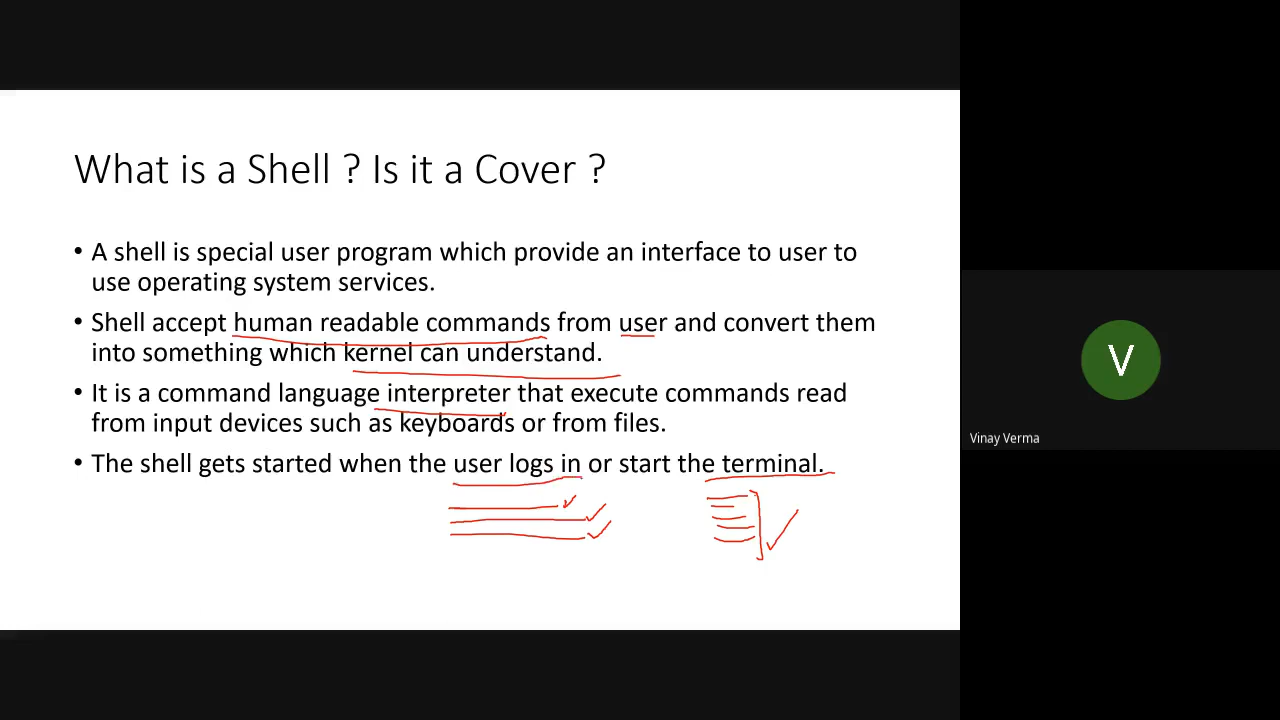 What is a Shell ? Is it a Cover ?
• A shell is special user program which provide an interface to user to
use operating system services.
• Shell accept human readable commands from user and convert them
into something which kernel can understand.
• It is a command language interpreter that execute commands read
from input devices such as keyboards or from files.
• The shell gets started when the user logs in or start the terminal.
V
Vinay Verma